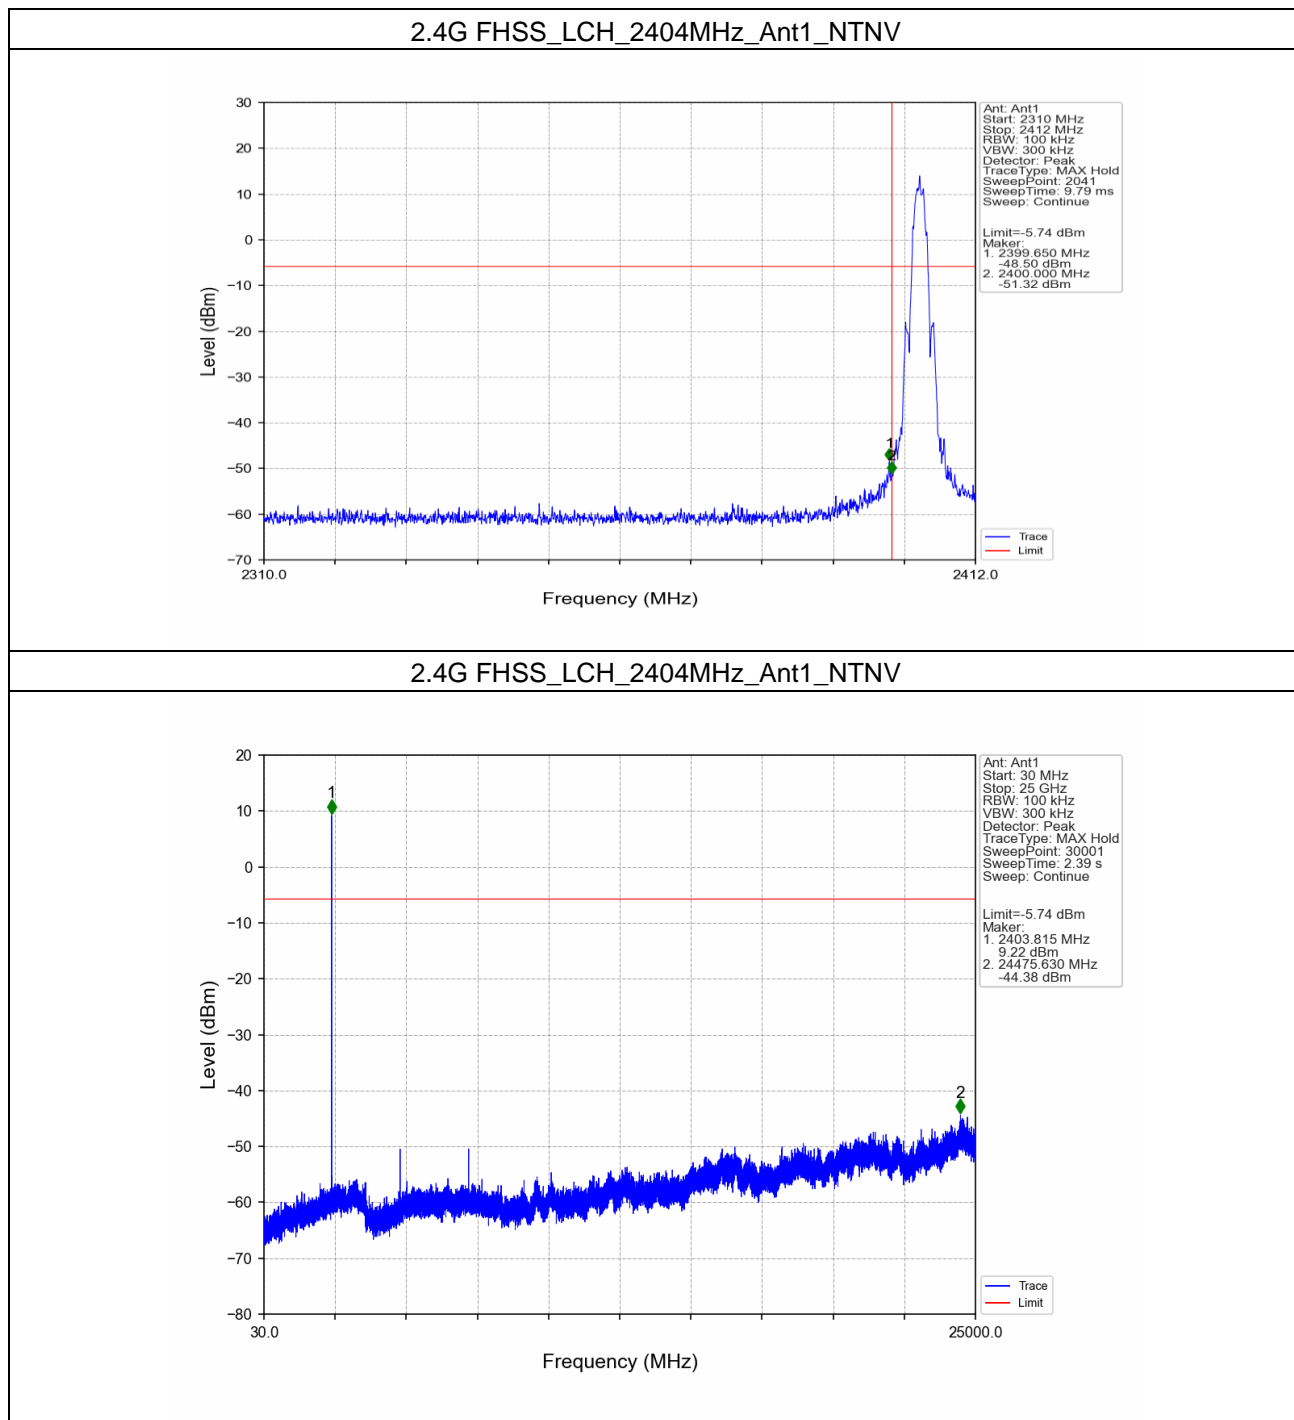 2.4G FHSS_LCH_2404MHz_Ant1_NTNV
30
20
10
0
−10
−20
−30
−40
−50
−60
−70
Level (dBm)
1
2
2310.0
2412.0
Frequency (MHz)
Ant: Ant1
Start: 2310 MHz
Stop: 2412 MHz
RBW: 100 kHz
VBW: 300 kHz
Detector: Peak
TraceType: MAX Hold
SweepPoint: 2041
SweepTime: 9.79 ms
Sweep: Continue
Limit=-5.74 dBm
Maker:
1. 2399.650 MHz
-48.50 dBm
2. 2400.000 MHz
-51.32 dBm
Trace
Limit
2.4G FHSS_LCH_2404MHz_Ant1_NTNV
20
10
0
−10
−20
−30
−40
−50
−60
−70
−80
Level (dBm)
1
2
30.0
25000.0
Frequency (MHz)
Ant: Ant1
Start: 30 MHz
Stop: 25 GHz
RBW: 100 kHz
VBW: 300 kHz
Detector: Peak
TraceType: MAX Hold
SweepPoint: 30001
SweepTime: 2.39 s
Sweep: Continue
Limit=-5.74 dBm
Maker:
1. 2403.815 MHz
9.22 dBm
2. 24475.630 MHz
-44.38 dBm
Trace
Limit